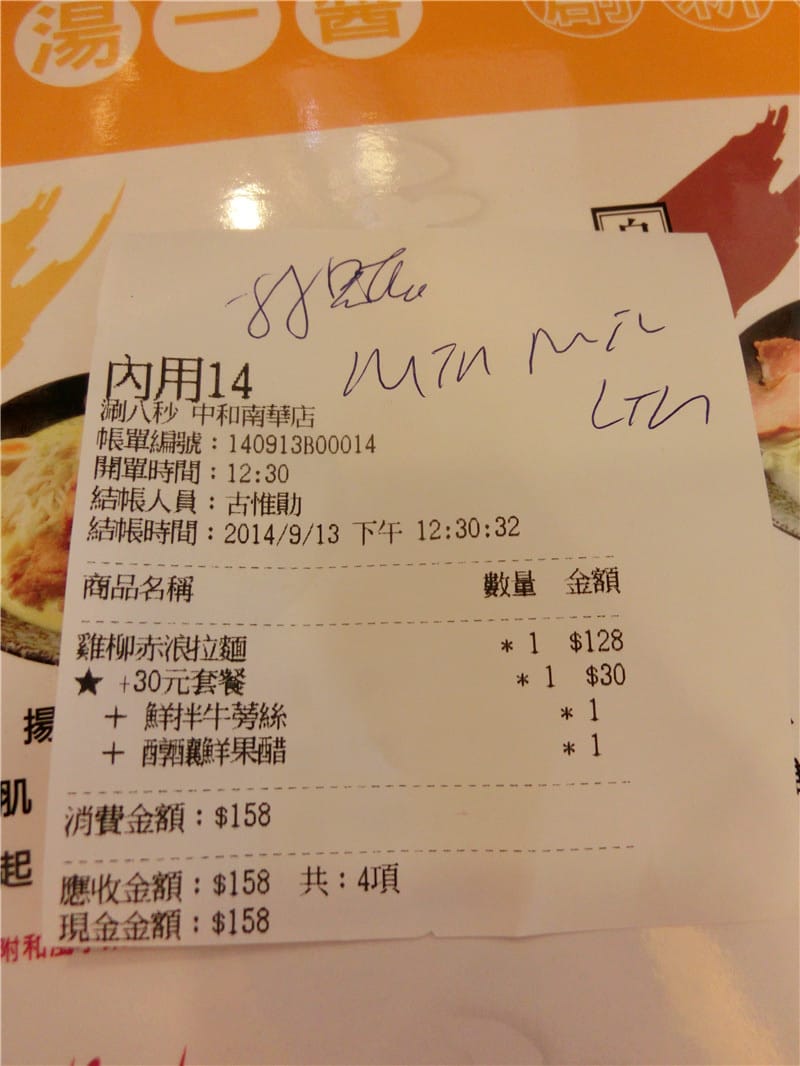 湯一醬 創新
內用14
涮八秒 中和南華店
帳單編號：140913B00014
開單時間：12:30
結帳人員：古惟勛
結帳時間：2014/9/13 下午 12:30:32
商品名稱 數量 金額
雞柳赤浪拉麵 * 1 $128
★ +30元套餐 * 1 $30
+ 鮮拌牛蒡絲 * 1
+ 醇釀鮮果醋 * 1
消費金額：$158
應收金額：$158 共：4項
現金金額：$158
揚
肌
起